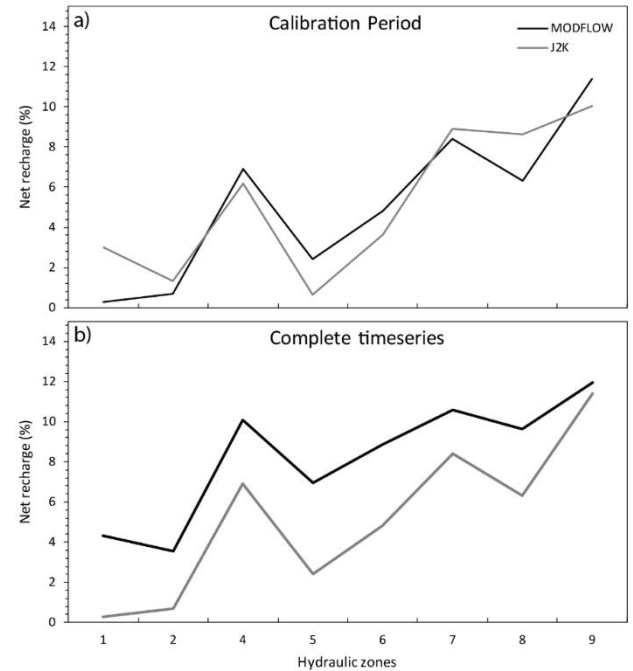 a)
Calibration Period
MODFLOW
J2K
Net recharge (%)
14
12
10
8
6
4
2
0
b)
Complete timeseries
Net recharge (%)
14
12
10
8
6
4
2
0
1 2 4 5 6 7 8 9
Hydraulic zones